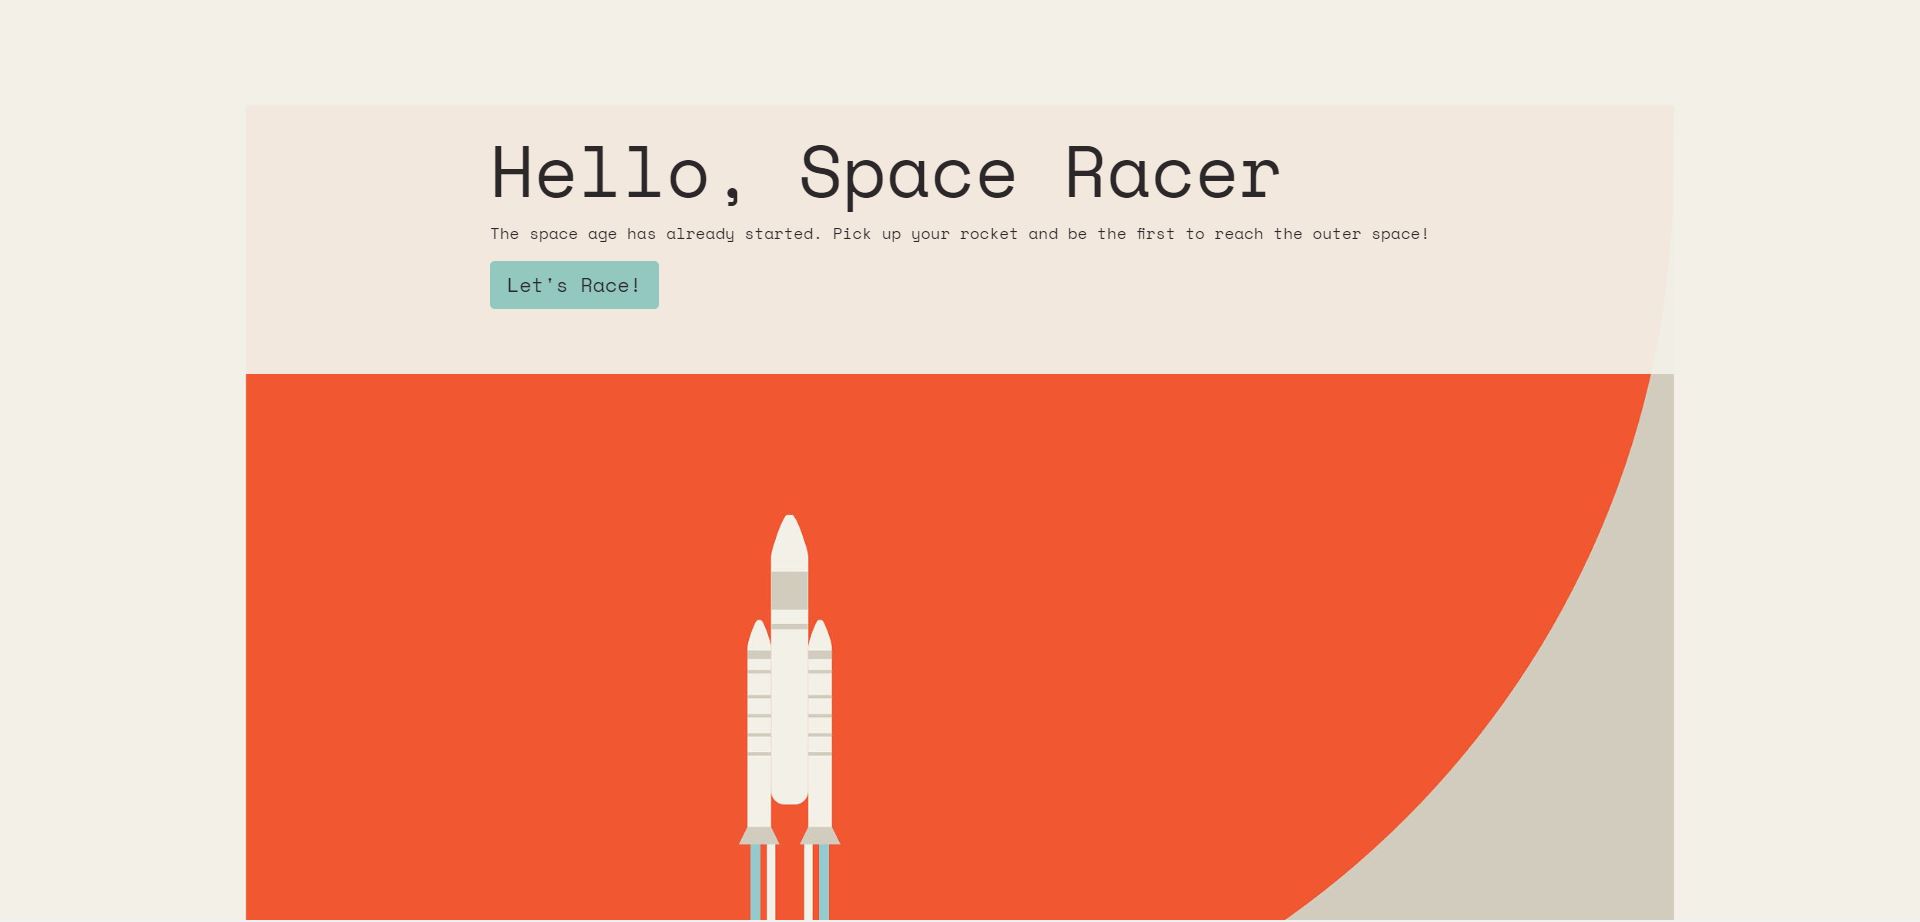 Hello, Space Racer
The space age has already started. Pick up your rocket and be the first to reach the outer space!
Let's Race!